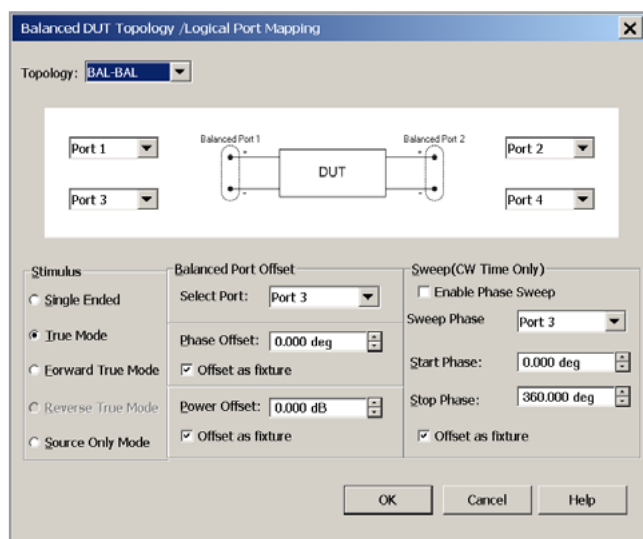 Balanced DUT Topology /Logical Port Mapping
Topology: BAL-BAL
Port 1
Port 3
Balanced Port 1
DUT
Balanced Port 2
Port 2
Port 4
Stimulus
Single Ended
True Mode
Forward True Mode
Reverse True Mode
Source Only Mode
Balanced Port Offset
Select Port: Port 3
Phase Offset: 0.000 deg
Offset as fixture
Power Offset: 0.000 dB
Offset as fixture
Sweep(CW Time Only)
Enable Phase Sweep
Sweep Phase Port 3
Start Phase: 0.000 deg
Stop Phase: 360.000 deg
Offset as fixture
OK Cancel Help